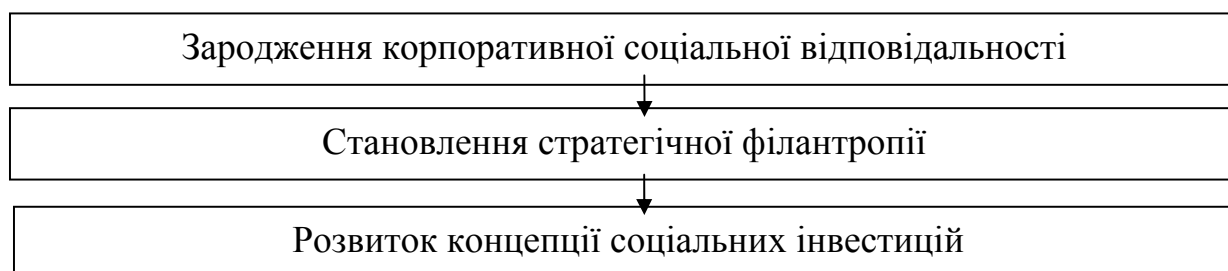 Зародження корпоративної соціальної відповідальності
Становлення стратегічної філантропії
Розвиток концепції соціальних інвестицій